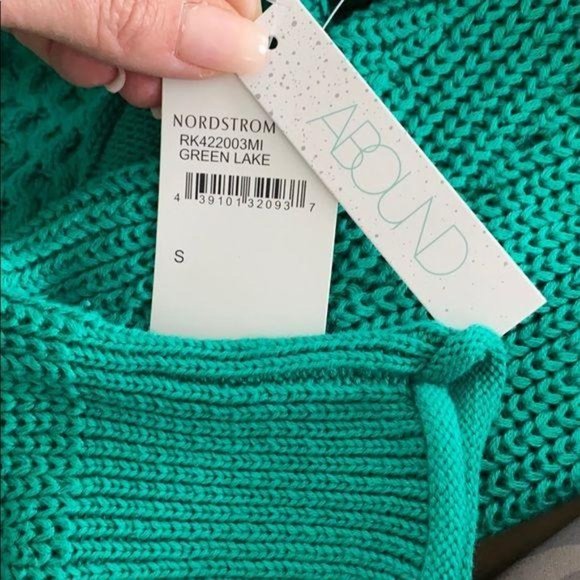 NORDSTROM
RK422003MI
GREEN LAKE
4 39101 32093 7
S
ABOUND